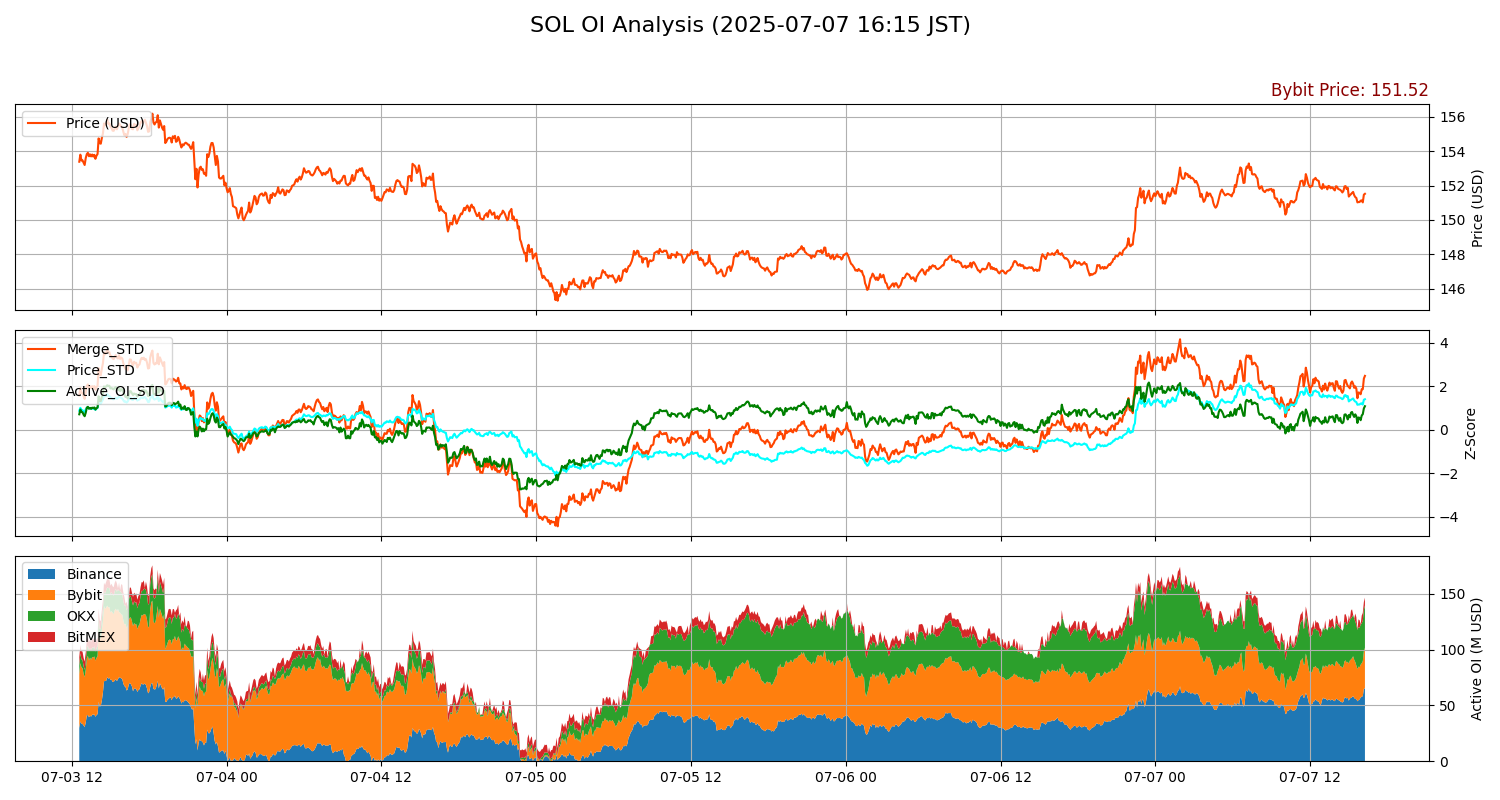 SOL OI Analysis (2025-07-07 16:15 JST)
Bybit Price: 151.52
Price (USD)
156
154
152
150
148
146
Price (USD)
Merge_STD
Price_STD
Active_OI_STD
4
2
0
−2
−4
Z-Score
Binance
Bybit
OKX
BitMEX
150
100
50
0
Active OI (M USD)
07-03 12
07-04 00
07-04 12
07-05 00
07-05 12
07-06 00
07-06 12
07-07 00
07-07 12